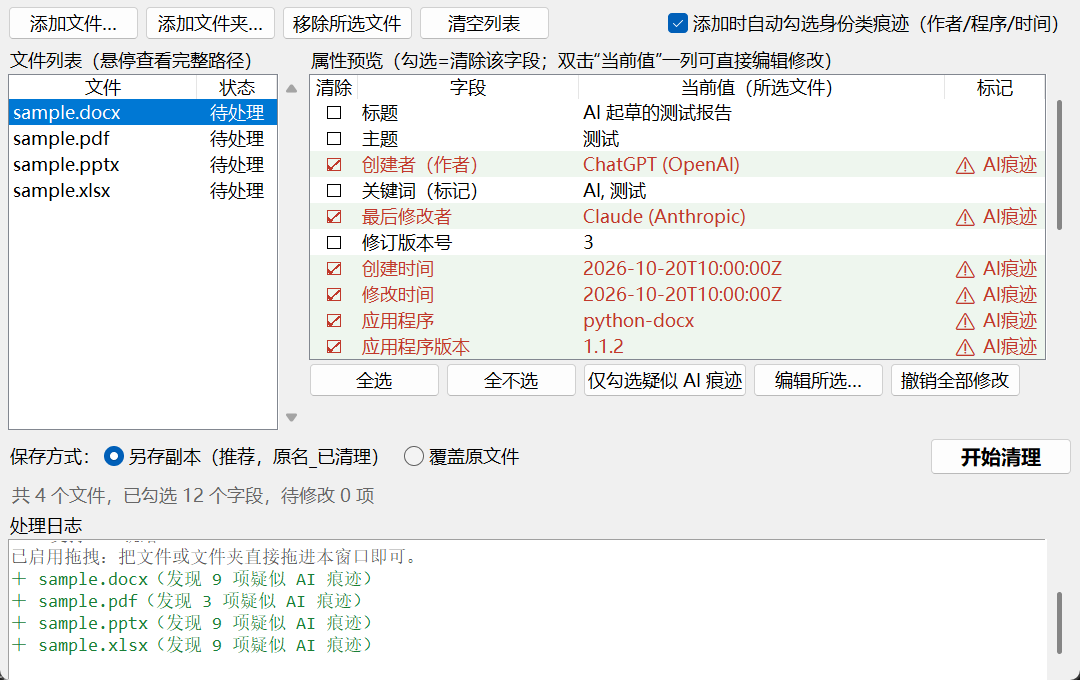 添加文件... 添加文件夹... 移除所选文件 清空列表 添加时自动勾选身份类痕迹（作者/程序/时间）
文件列表（悬停查看完整路径） 属性预览（勾选=清除该字段；双击“当前值”一列可直接编辑修改）
文件 状态 清除 字段 当前值（所选文件） 标记
sample.docx 待处理 标题 AI 起草的测试报告
sample.pdf 待处理 主题 测试
sample.pptx 待处理 创建者（作者） ChatGPT (OpenAI) AI痕迹
sample.xlsx 待处理 关键词（标记） AI, 测试
最后修改者 Claude (Anthropic) AI痕迹
修订版本号 3
创建时间 2026-10-20T10:00:00Z AI痕迹
修改时间 2026-10-20T10:00:00Z AI痕迹
应用程序 python-docx AI痕迹
应用程序版本 1.1.2 AI痕迹
全选 全不选 仅勾选疑似 AI 痕迹 编辑所选... 撤销全部修改
保存方式： 另存副本（推荐，原名_已清理） 覆盖原文件 开始清理
共 4 个文件，已勾选 12 个字段，待修改 0 项
处理日志
已启用拖拽：把文件或文件夹直接拖进本窗口即可。
＋ sample.docx（发现 9 项疑似 AI 痕迹）
＋ sample.pdf（发现 3 项疑似 AI 痕迹）
＋ sample.pptx（发现 9 项疑似 AI 痕迹）
＋ sample.xlsx（发现 9 项疑似 AI 痕迹）